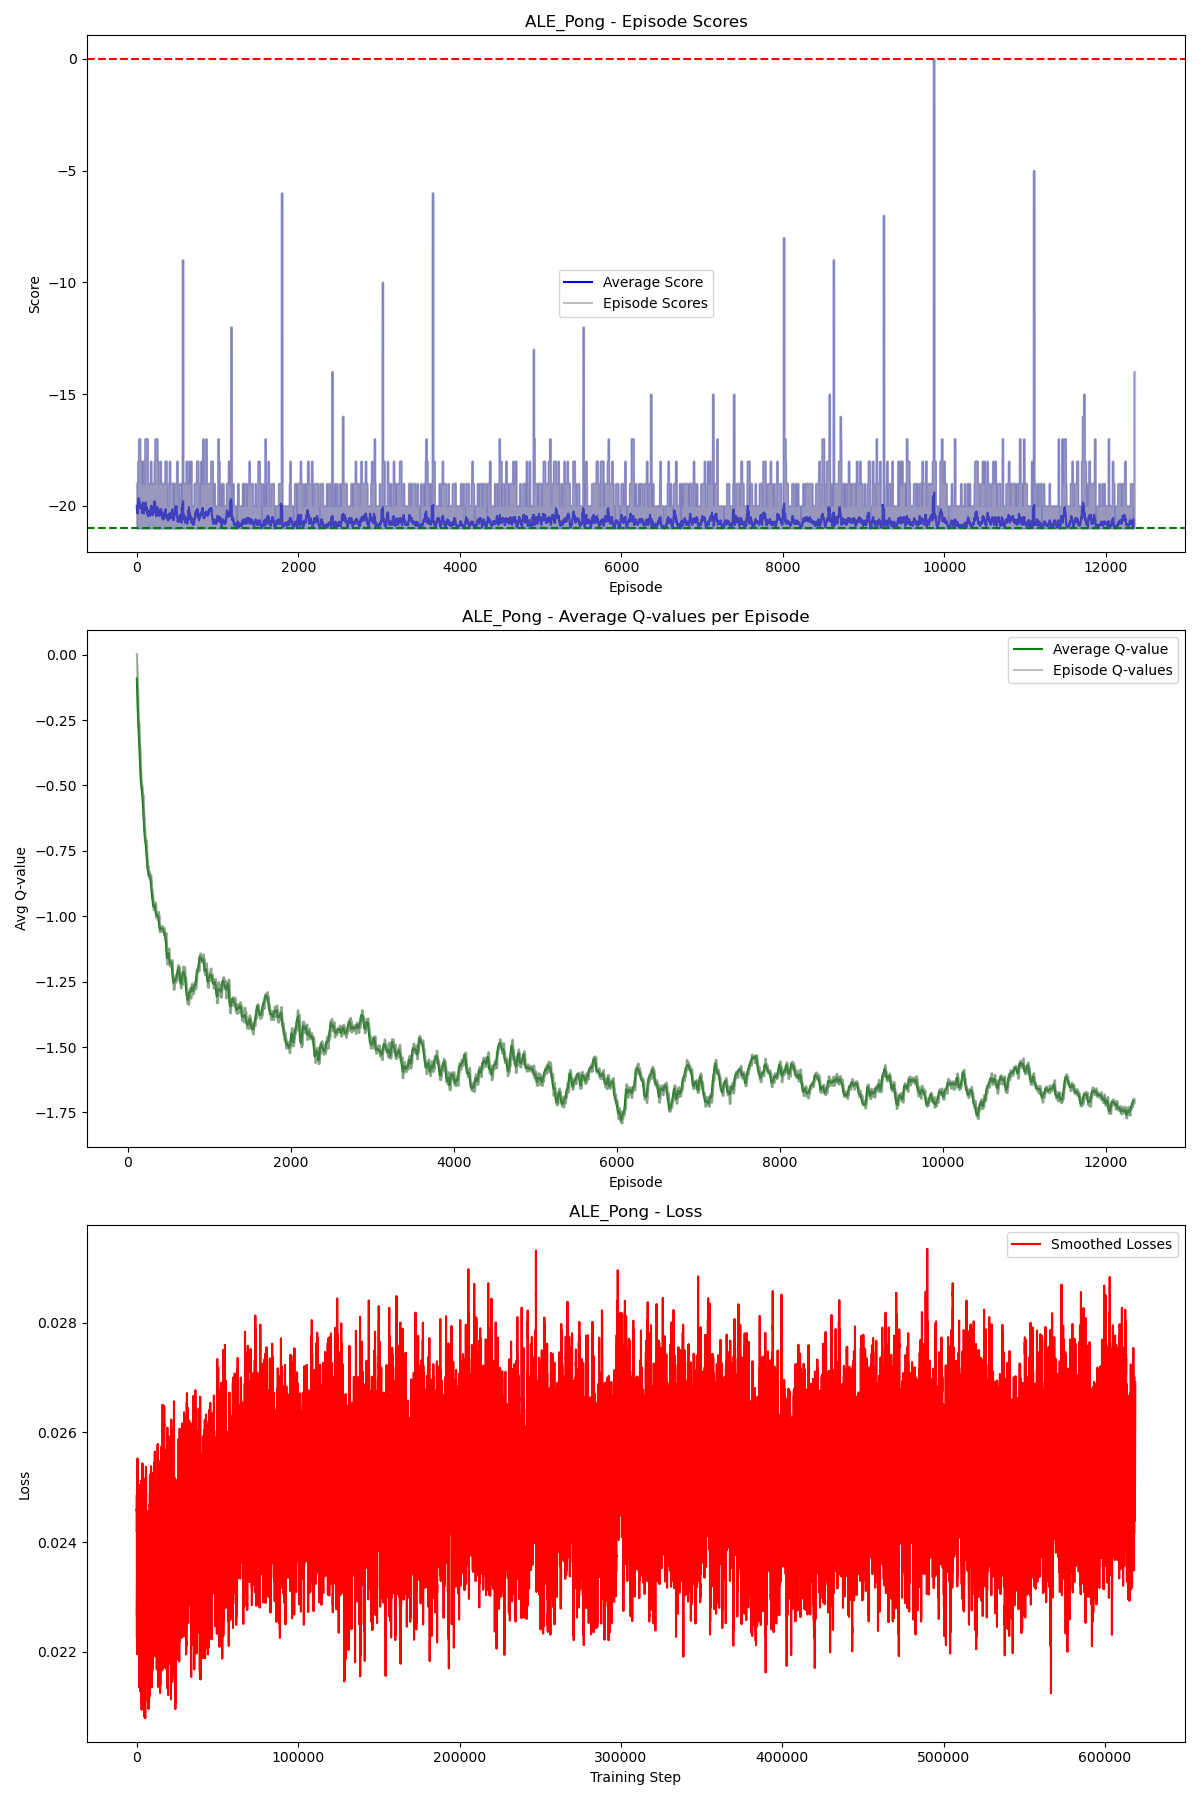 ALE_Pong - Episode Scores
0
−5
−10
−15
−20
Score
Average Score
Episode Scores
0 2000 4000 6000 8000 10000 12000
Episode
ALE_Pong - Average Q-values per Episode
0.00
−0.25
−0.50
−0.75
−1.00
−1.25
−1.50
−1.75
Avg Q-value
Average Q-value
Episode Q-values
0 2000 4000 6000 8000 10000 12000
Episode
ALE_Pong - Loss
0.028
0.026
0.024
0.022
Loss
Smoothed Losses
0 100000 200000 300000 400000 500000 600000
Training Step